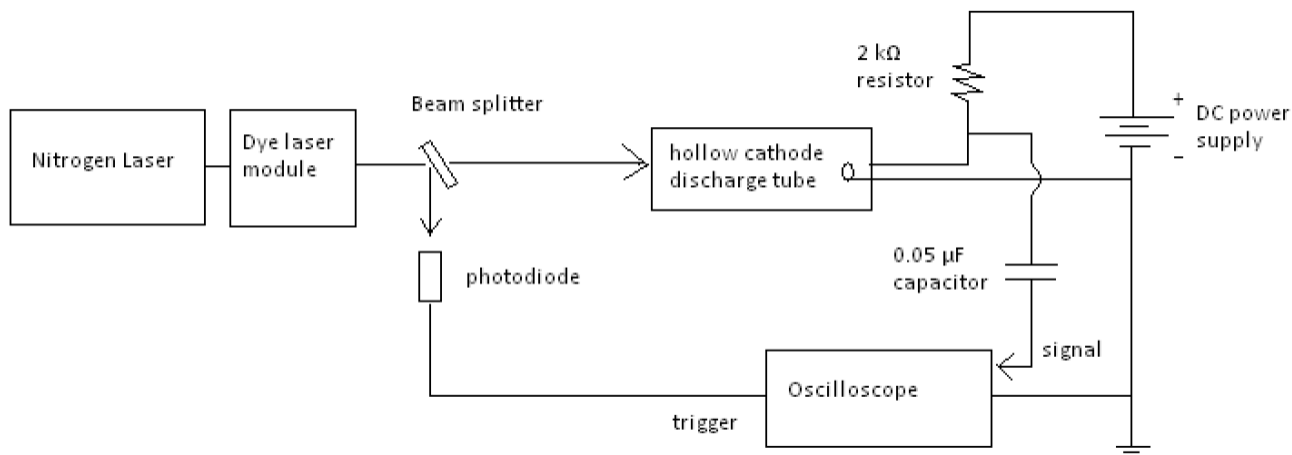 2 kΩ
resistor
+
DC power
supply
−
Beam splitter
Nitrogen Laser
Dye laser
module
hollow cathode
discharge tube
photodiode
0.05 µF
capacitor
signal
Oscilloscope
trigger